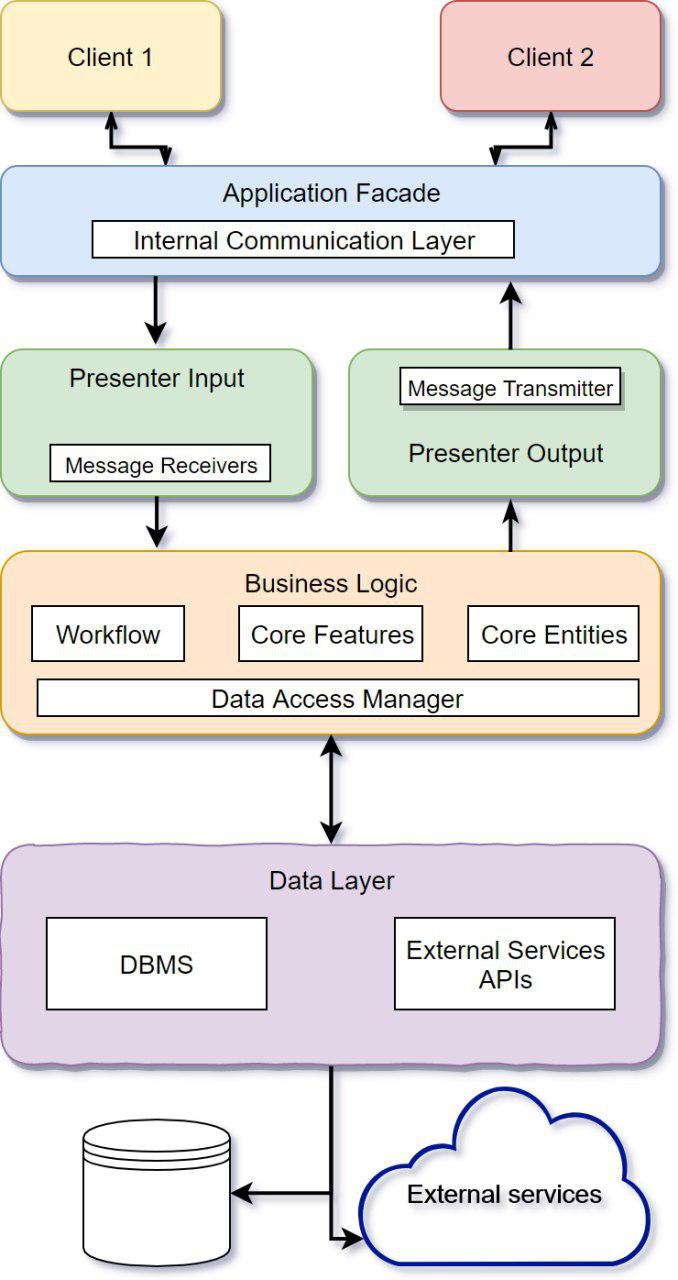 Client 1
Client 2
Application Facade
Internal Communication Layer
Presenter Input
Message Receivers
Message Transmitter
Presenter Output
Business Logic
Workflow
Core Features
Core Entities
Data Access Manager
Data Layer
DBMS
External Services
APIs
External services